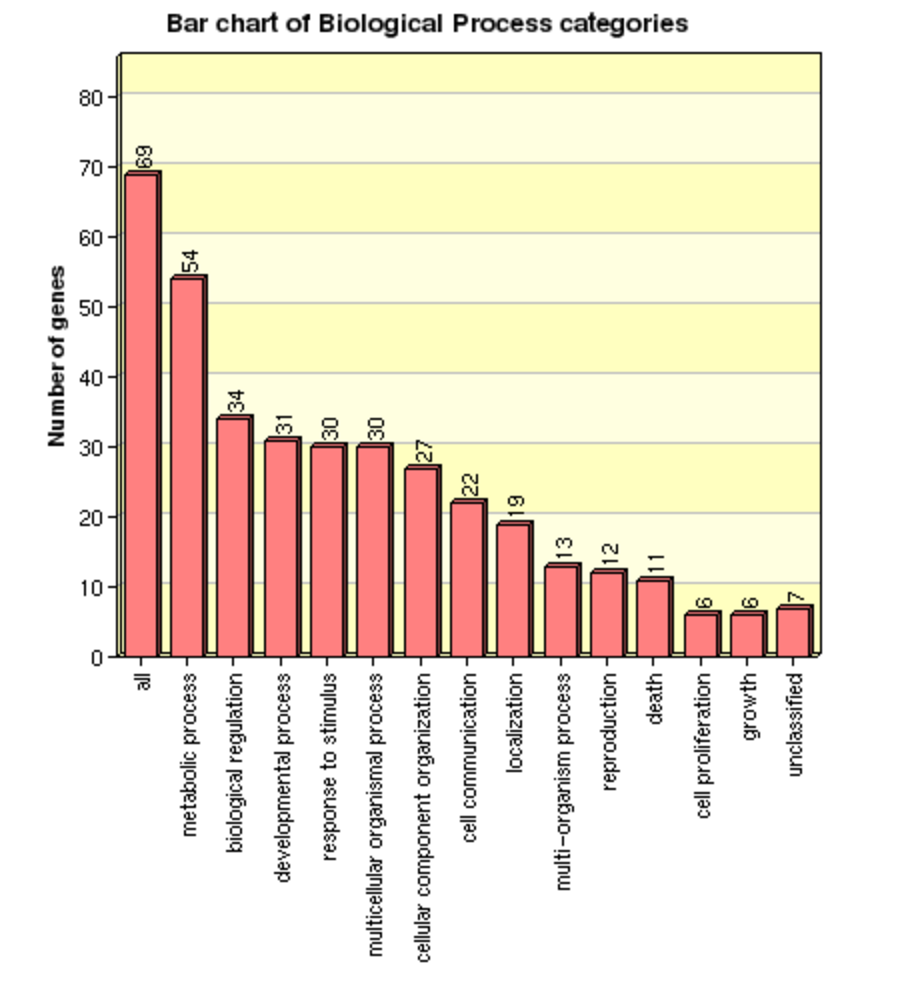 Bar chart of Biological Process categories
Number of genes
80
70
60
50
40
30
20
10
0
69
54
34
31
30
30
27
22
19
13
12
11
6
6
7
all
metabolic process
biological regulation
developmental process
response to stimulus
multicellular organismal process
cellular component organization
cell communication
localization
multi-organism process
reproduction
death
cell proliferation
growth
unclassified